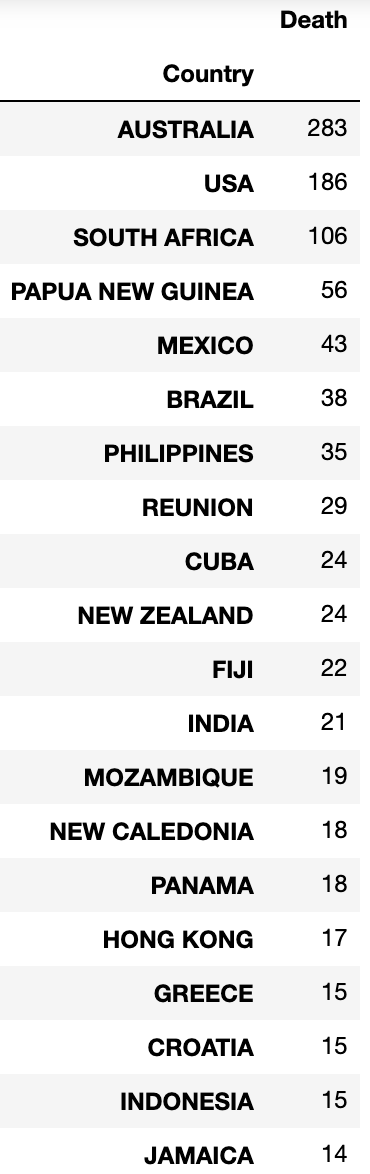 Death
Country
AUSTRALIA 283
USA 186
SOUTH AFRICA 106
PAPUA NEW GUINEA 56
MEXICO 43
BRAZIL 38
PHILIPPINES 35
REUNION 29
CUBA 24
NEW ZEALAND 24
FIJI 22
INDIA 21
MOZAMBIQUE 19
NEW CALEDONIA 18
PANAMA 18
HONG KONG 17
GREECE 15
CROATIA 15
INDONESIA 15
JAMAICA 14